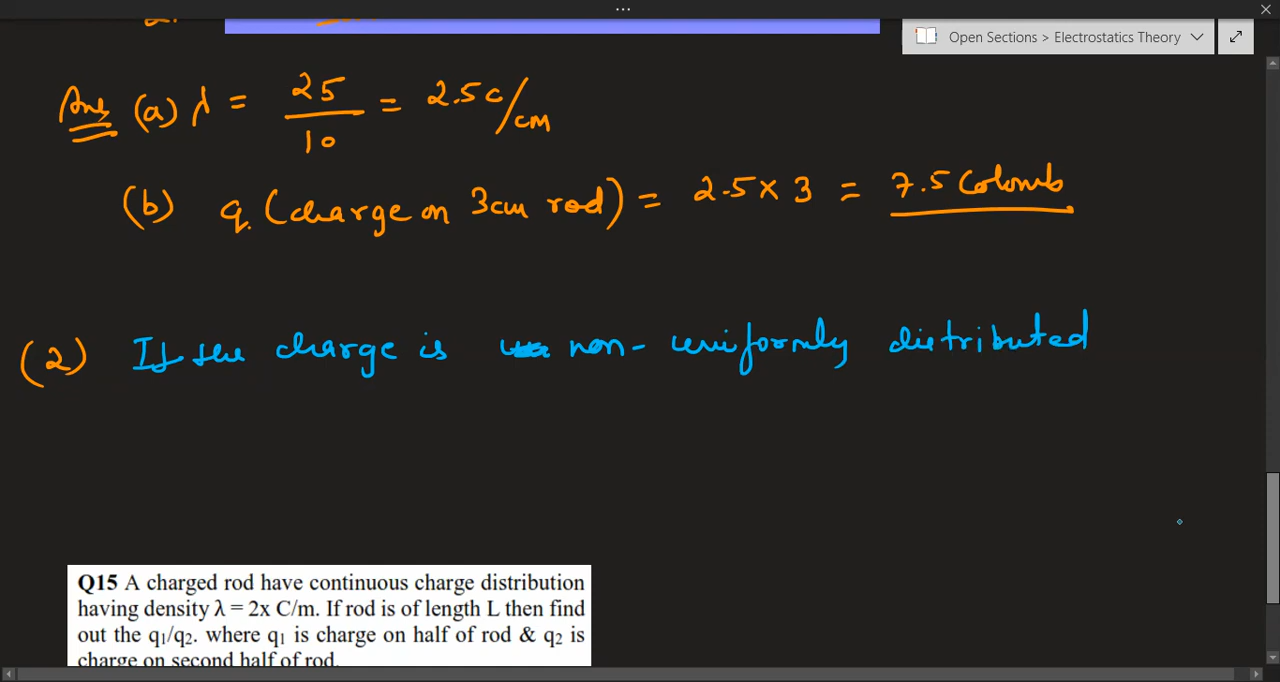 Open Sections > Electrostatics Theory
Ans (a) λ = 25/10 = 2.5 c/cm
(b) q (charge on 3cm rod) = 2.5 × 3 = 7.5 Colomb
(2) If the charge is non-uniformly distributed
Q15 A charged rod have continuous charge distribution
having density λ = 2x C/m. If rod is of length L then find
out the q₁/q₂. where q₁ is charge on half of rod & q₂ is
charge on second half of rod.